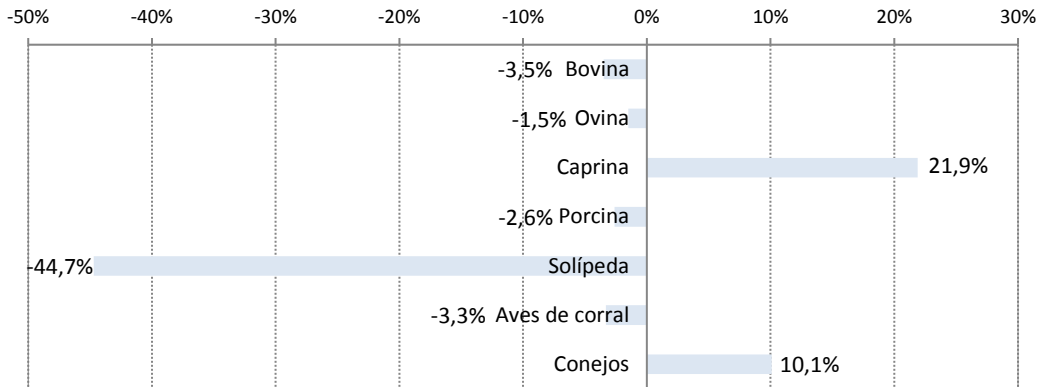 -50% -40% -30% -20% -10% 0% 10% 20% 30%
-3,5% Bovina
-1,5% Ovina
Caprina 21,9%
-2,6% Porcina
-44,7% Solípeda
-3,3% Aves de corral
Conejos 10,1%